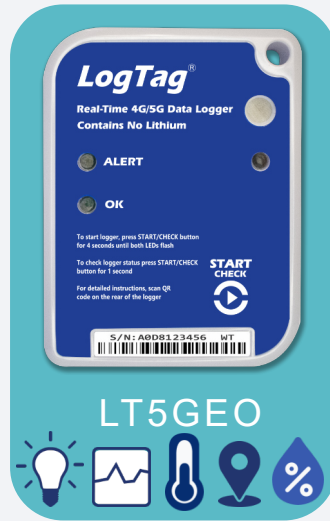 LogTag®
Real-Time 4G/5G Data Logger
Contains No Lithium
ALERT
OK
To start logger, press START/CHECK button
for 4 seconds until both LEDs flash
To check logger status press START/CHECK
button for 1 second
START
CHECK
For detailed instructions, scan QR
code on the rear of the logger
S/N:A0D8123456 WT
LT5GEO
%